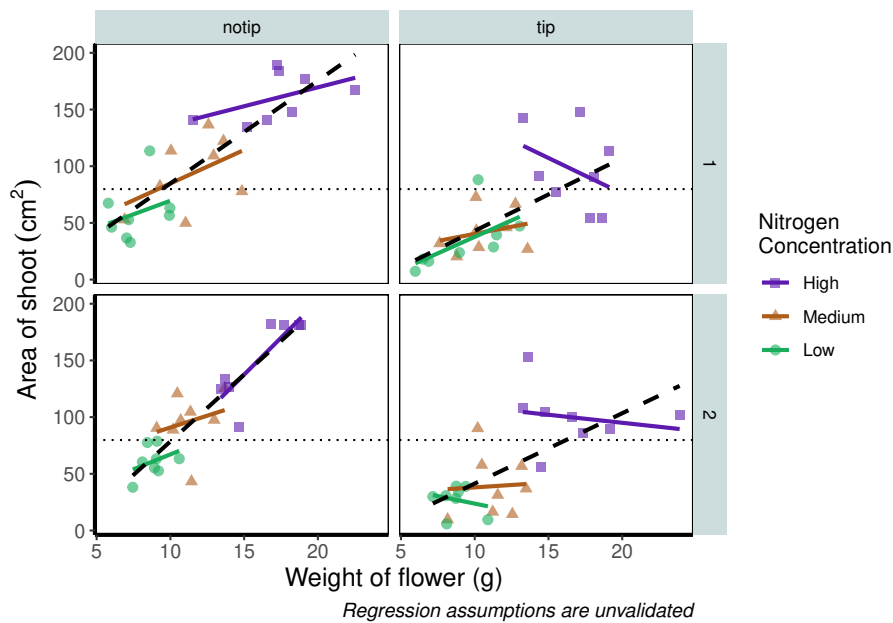 notip
tip
200
150
100
50
0
1
200
150
100
50
0
2
5
10
15
20
5
10
15
20
Area of shoot (cm²)
Weight of flower (g)
Regression assumptions are unvalidated
Nitrogen
Concentration
High
Medium
Low